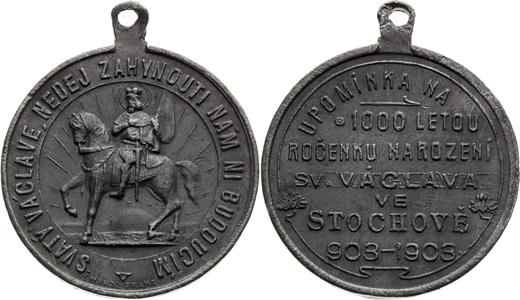 SVATÝ VÁCLAVE, NEDEJ ZAHYNOUTI NÁM NI BUDOUCÍM
UPOMÍNKA NA
1000 LETOU
ROČENKU NAROZENÍ
SV. VÁCLAVA
VE
STOCHOVĚ
903-1903